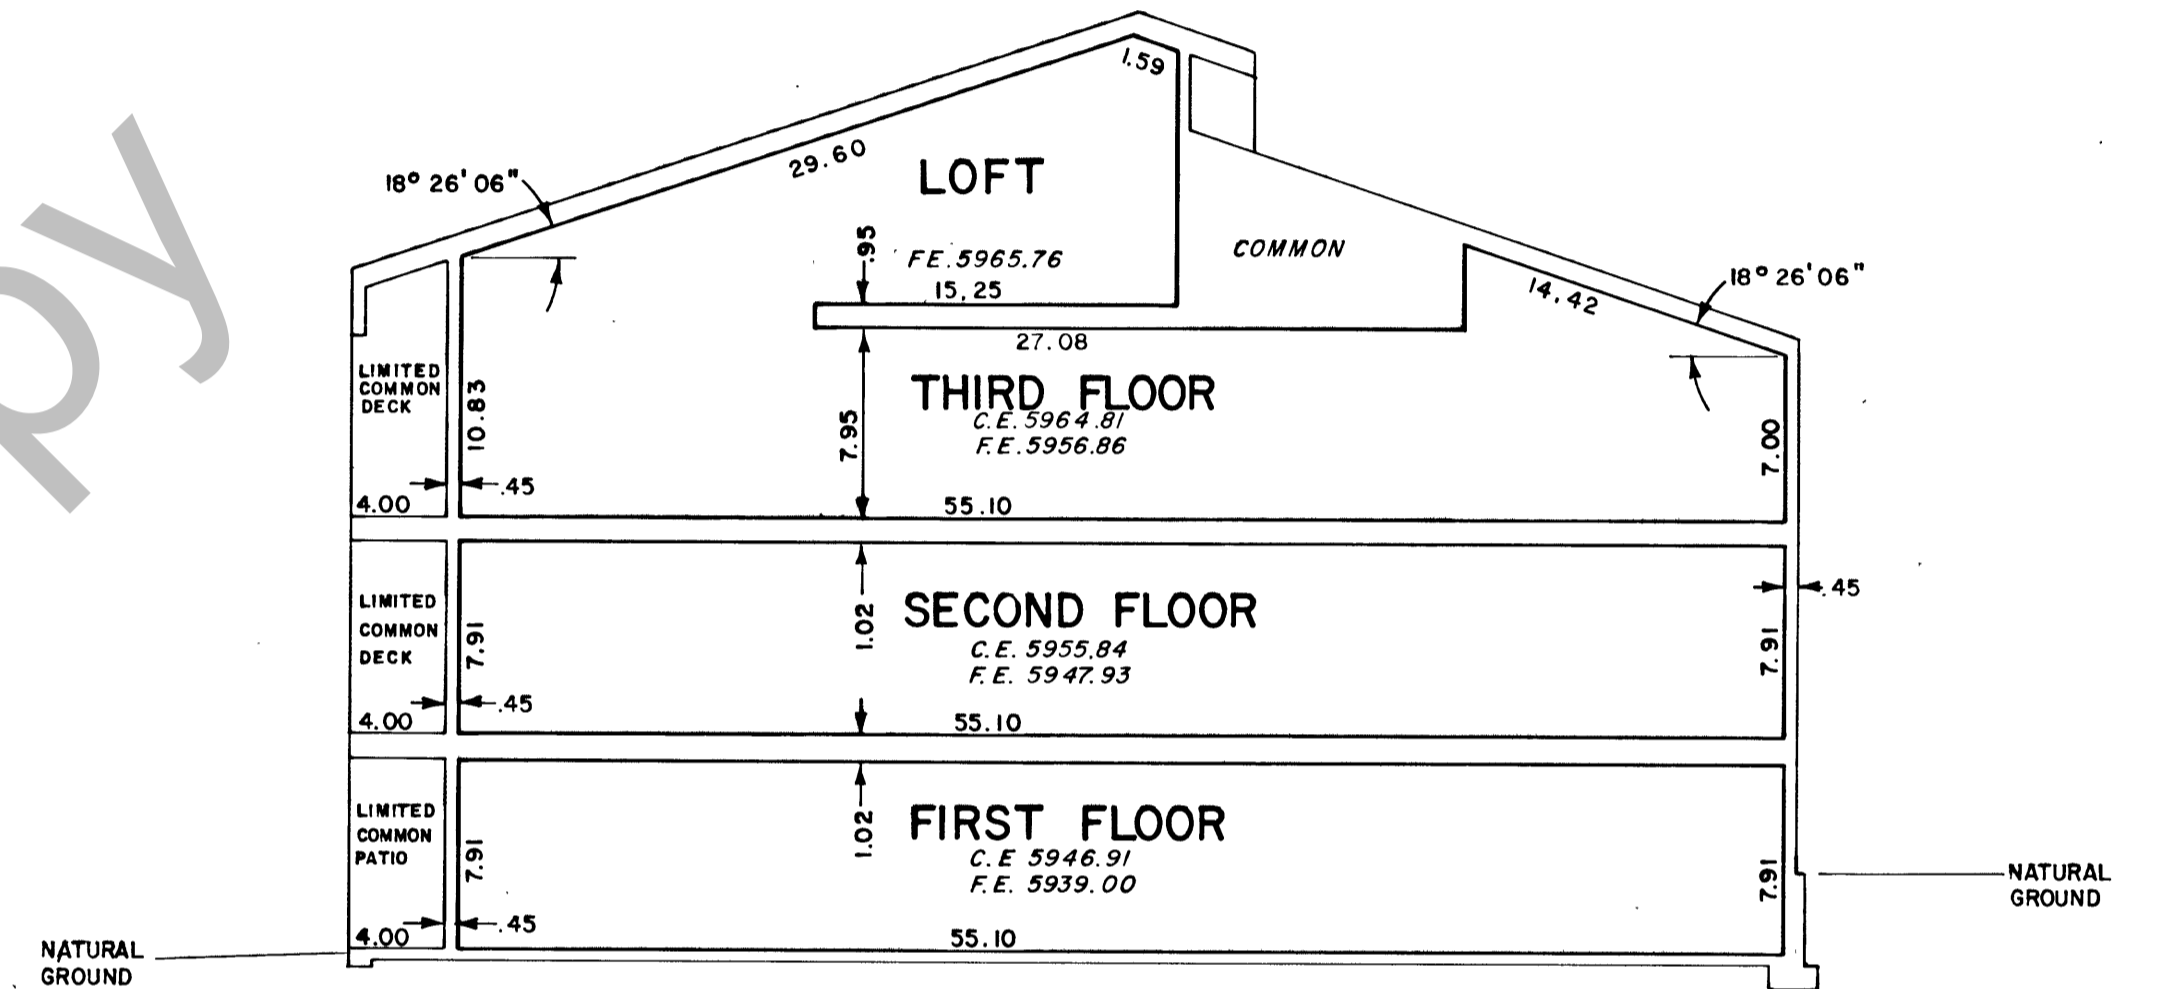 py
1.59
29.60
18° 26' 06"
LOFT
.95
F.E. 5965.76
15.25
COMMON
18° 26' 06"
14.42
27.08
LIMITED
COMMON
DECK
10.83
THIRD FLOOR
C.E. 5964.81
F.E. 5956.86
7.95
7.00
.45
4.00
55.10
LIMITED
COMMON
DECK
7.91
1.02
SECOND FLOOR
C.E. 5955.84
F.E. 5947.93
7.91
.45
.45
4.00
55.10
LIMITED
COMMON
PATIO
7.91
1.02
FIRST FLOOR
C.E 5946.91
F.E. 5939.00
7.91
NATURAL
GROUND
.45
4.00
55.10
NATURAL
GROUND